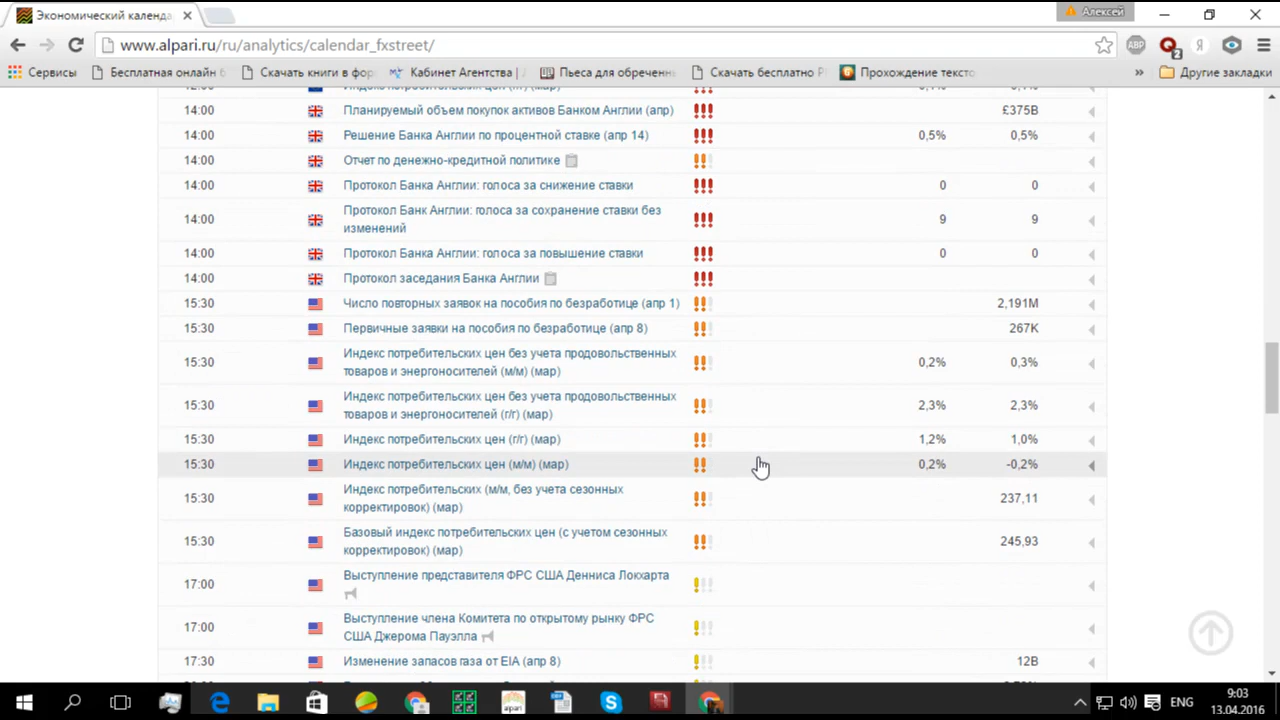 Экономический календа
Алексей
www.alpari.ru/ru/analytics/calendar_fxstreet/
ABP
2
Я
Сервисы
Бесплатная онлайн б
Скачать книги в фор
Кабинет Агентства |
Пьеса для обреченн
Скачать бесплатно Р
Прохождение тексто
»
Другие закладки
14:00 Планируемый объем покупок активов Банком Англии (апр) £375B
14:00 Решение Банка Англии по процентной ставке (апр 14) 0,5% 0,5%
14:00 Отчет по денежно-кредитной политике
14:00 Протокол Банка Англии: голоса за снижение ставки 0 0
Протокол Банк Англии: голоса за сохранение ставки без
14:00 9 9
изменений
14:00 Протокол Банка Англии: голоса за повышение ставки 0 0
14:00 Протокол заседания Банка Англии
15:30 Число повторных заявок на пособия по безработице (апр 1) 2,191M
15:30 Первичные заявки на пособия по безработице (апр 8) 267K
Индекс потребительских цен без учета продовольственных
15:30 0,2% 0,3%
товаров и энергоносителей (м/м) (мар)
Индекс потребительских цен без учета продовольственных
15:30 2,3% 2,3%
товаров и энергоносителей (г/г) (мар)
15:30 Индекс потребительских цен (г/г) (мар) 1,2% 1,0%
15:30 Индекс потребительских цен (м/м) (мар) 0,2% -0,2%
Индекс потребительских (м/м, без учета сезонных
15:30 237,11
корректировок) (мар)
Базовый индекс потребительских цен (с учетом сезонных
15:30 245,93
корректировок) (мар)
17:00 Выступление представителя ФРС США Денниса Локхарта
Выступление члена Комитета по открытому рынку ФРС
17:00
США Джерома Пауэлла
17:30 Изменение запасов газа от EIA (апр 8) 12B
alpari
ENG
9:03
13.04.2016